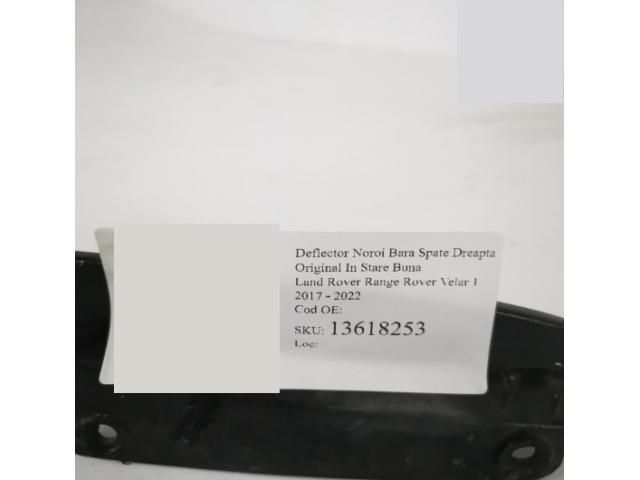 Deflector Noroi Bara Spate Dreapta
Original In Stare Buna
Land Rover Range Rover Velar 1
2017 - 2022
Cod OE:
SKU: 13618253
Loc: